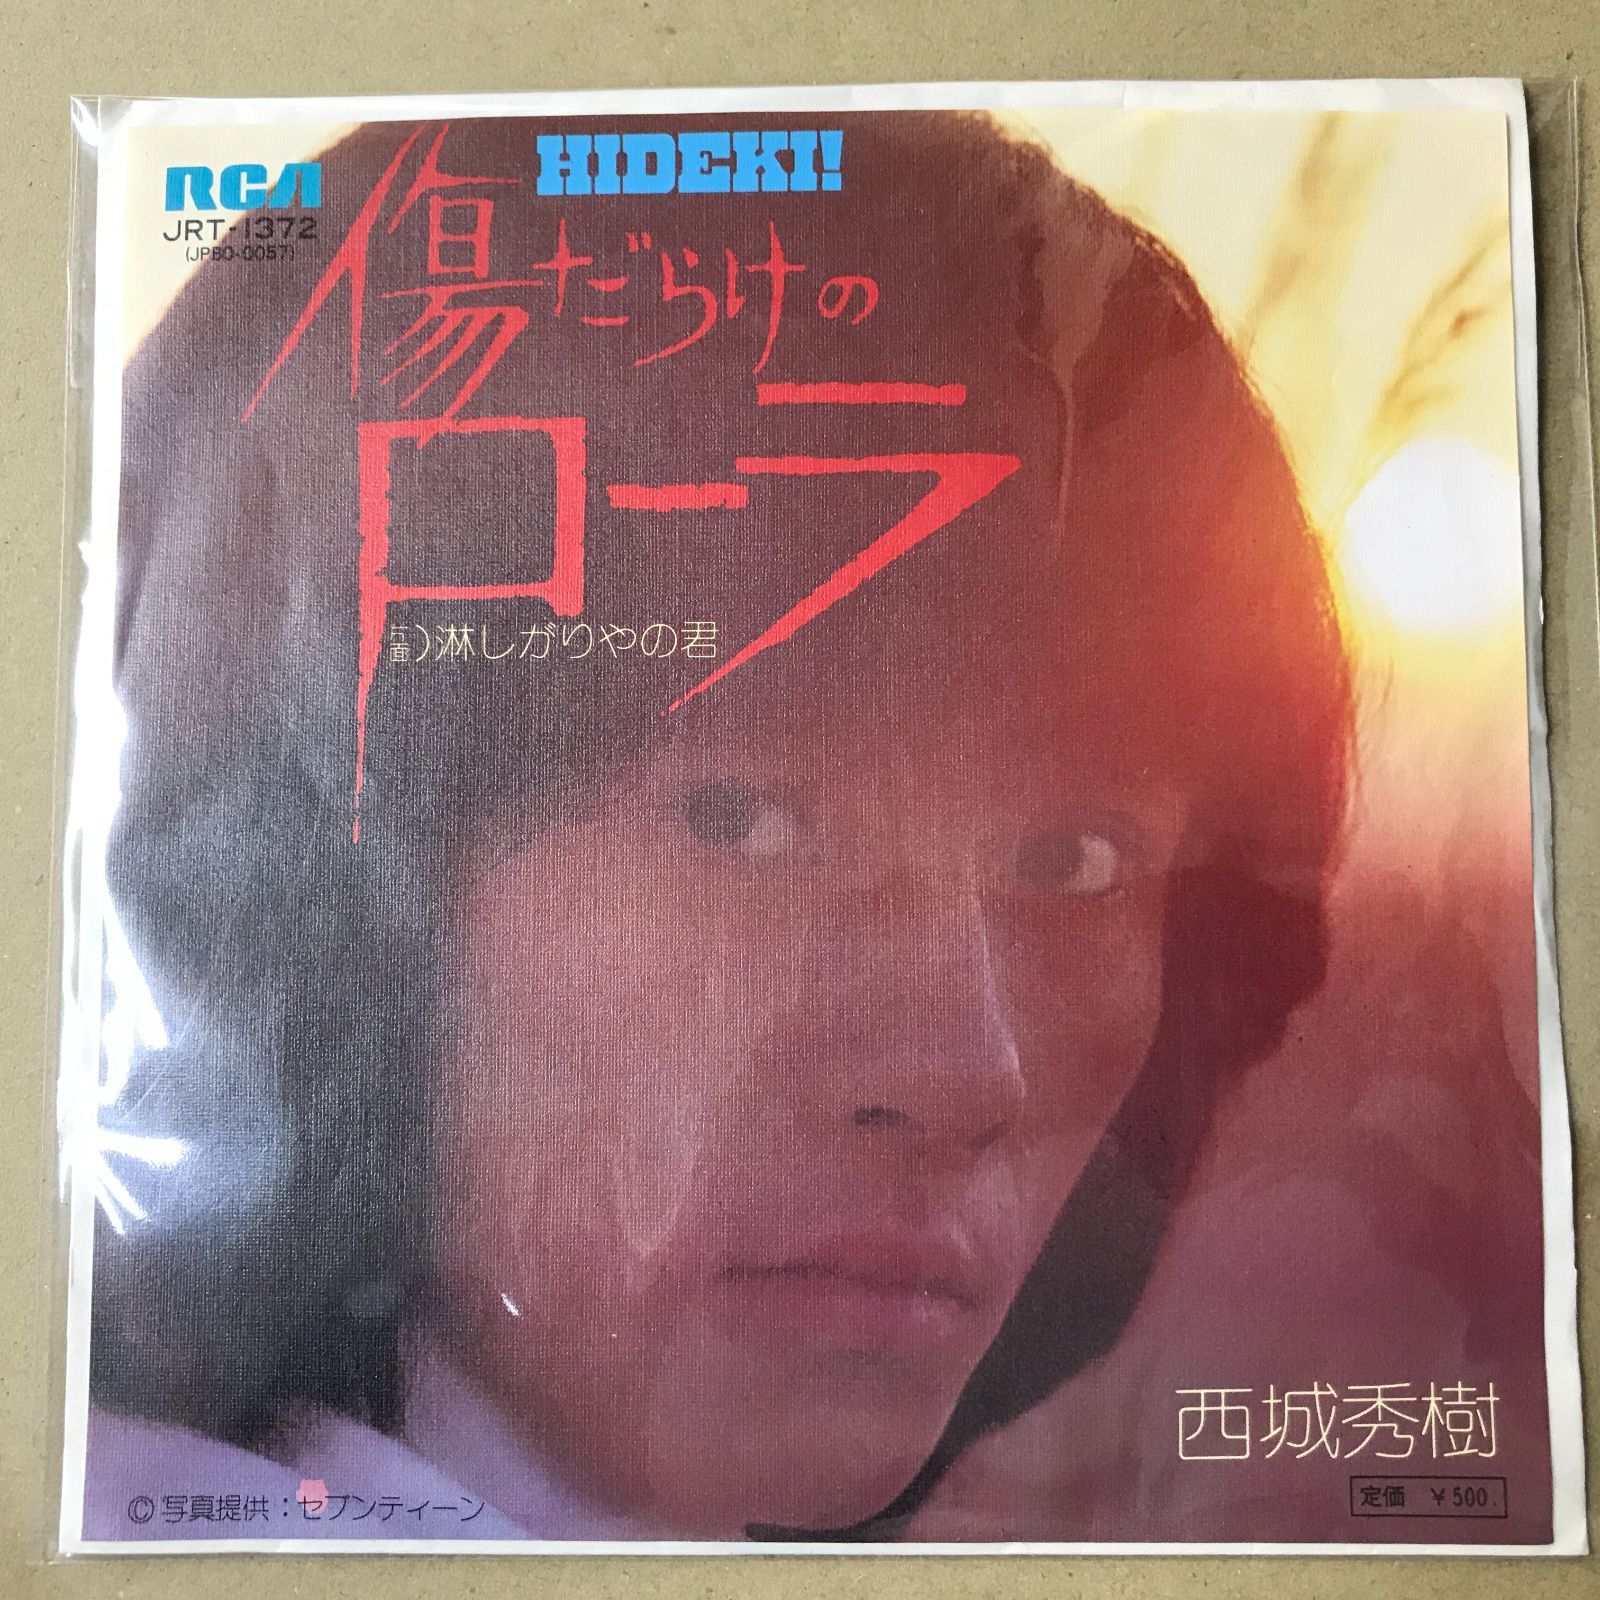 HIDEKI!
RCA
JRT-1372
(JPBO-0057)
傷だらけの
ローラ
二面)淋しがりやの君
西城秀樹
定価 ¥500.
©写真提供:セブンティーン